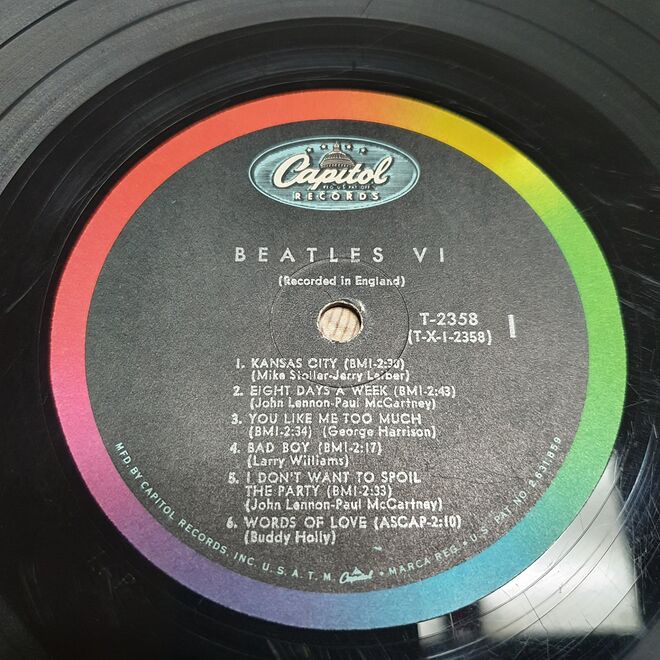 Capitol
REG. U.S. PAT. OFF.
RECORDS
BEATLES VI
(Recorded in England)
T-2358
(T-X-1-2358)
1
1. KANSAS CITY (BMI-2:30)
(Mike Stoller-Jerry Leiber)
2. EIGHT DAYS A WEEK (BMI-2:43)
(John Lennon-Paul McCartney)
3. YOU LIKE ME TOO MUCH
(BMI-2:34) (George Harrison)
4. BAD BOY (BMI-2:17)
(Larry Williams)
5. I DON'T WANT TO SPOIL
THE PARTY (BMI-2:33)
(John Lennon-Paul McCartney)
6. WORDS OF LOVE (ASCAP-2:10)
(Buddy Holly)
MFD. BY CAPITOL RECORDS, INC. U.S.A. T.M. Capitol • MARCA REG. • U.S. PAT. NO. 2,631,859